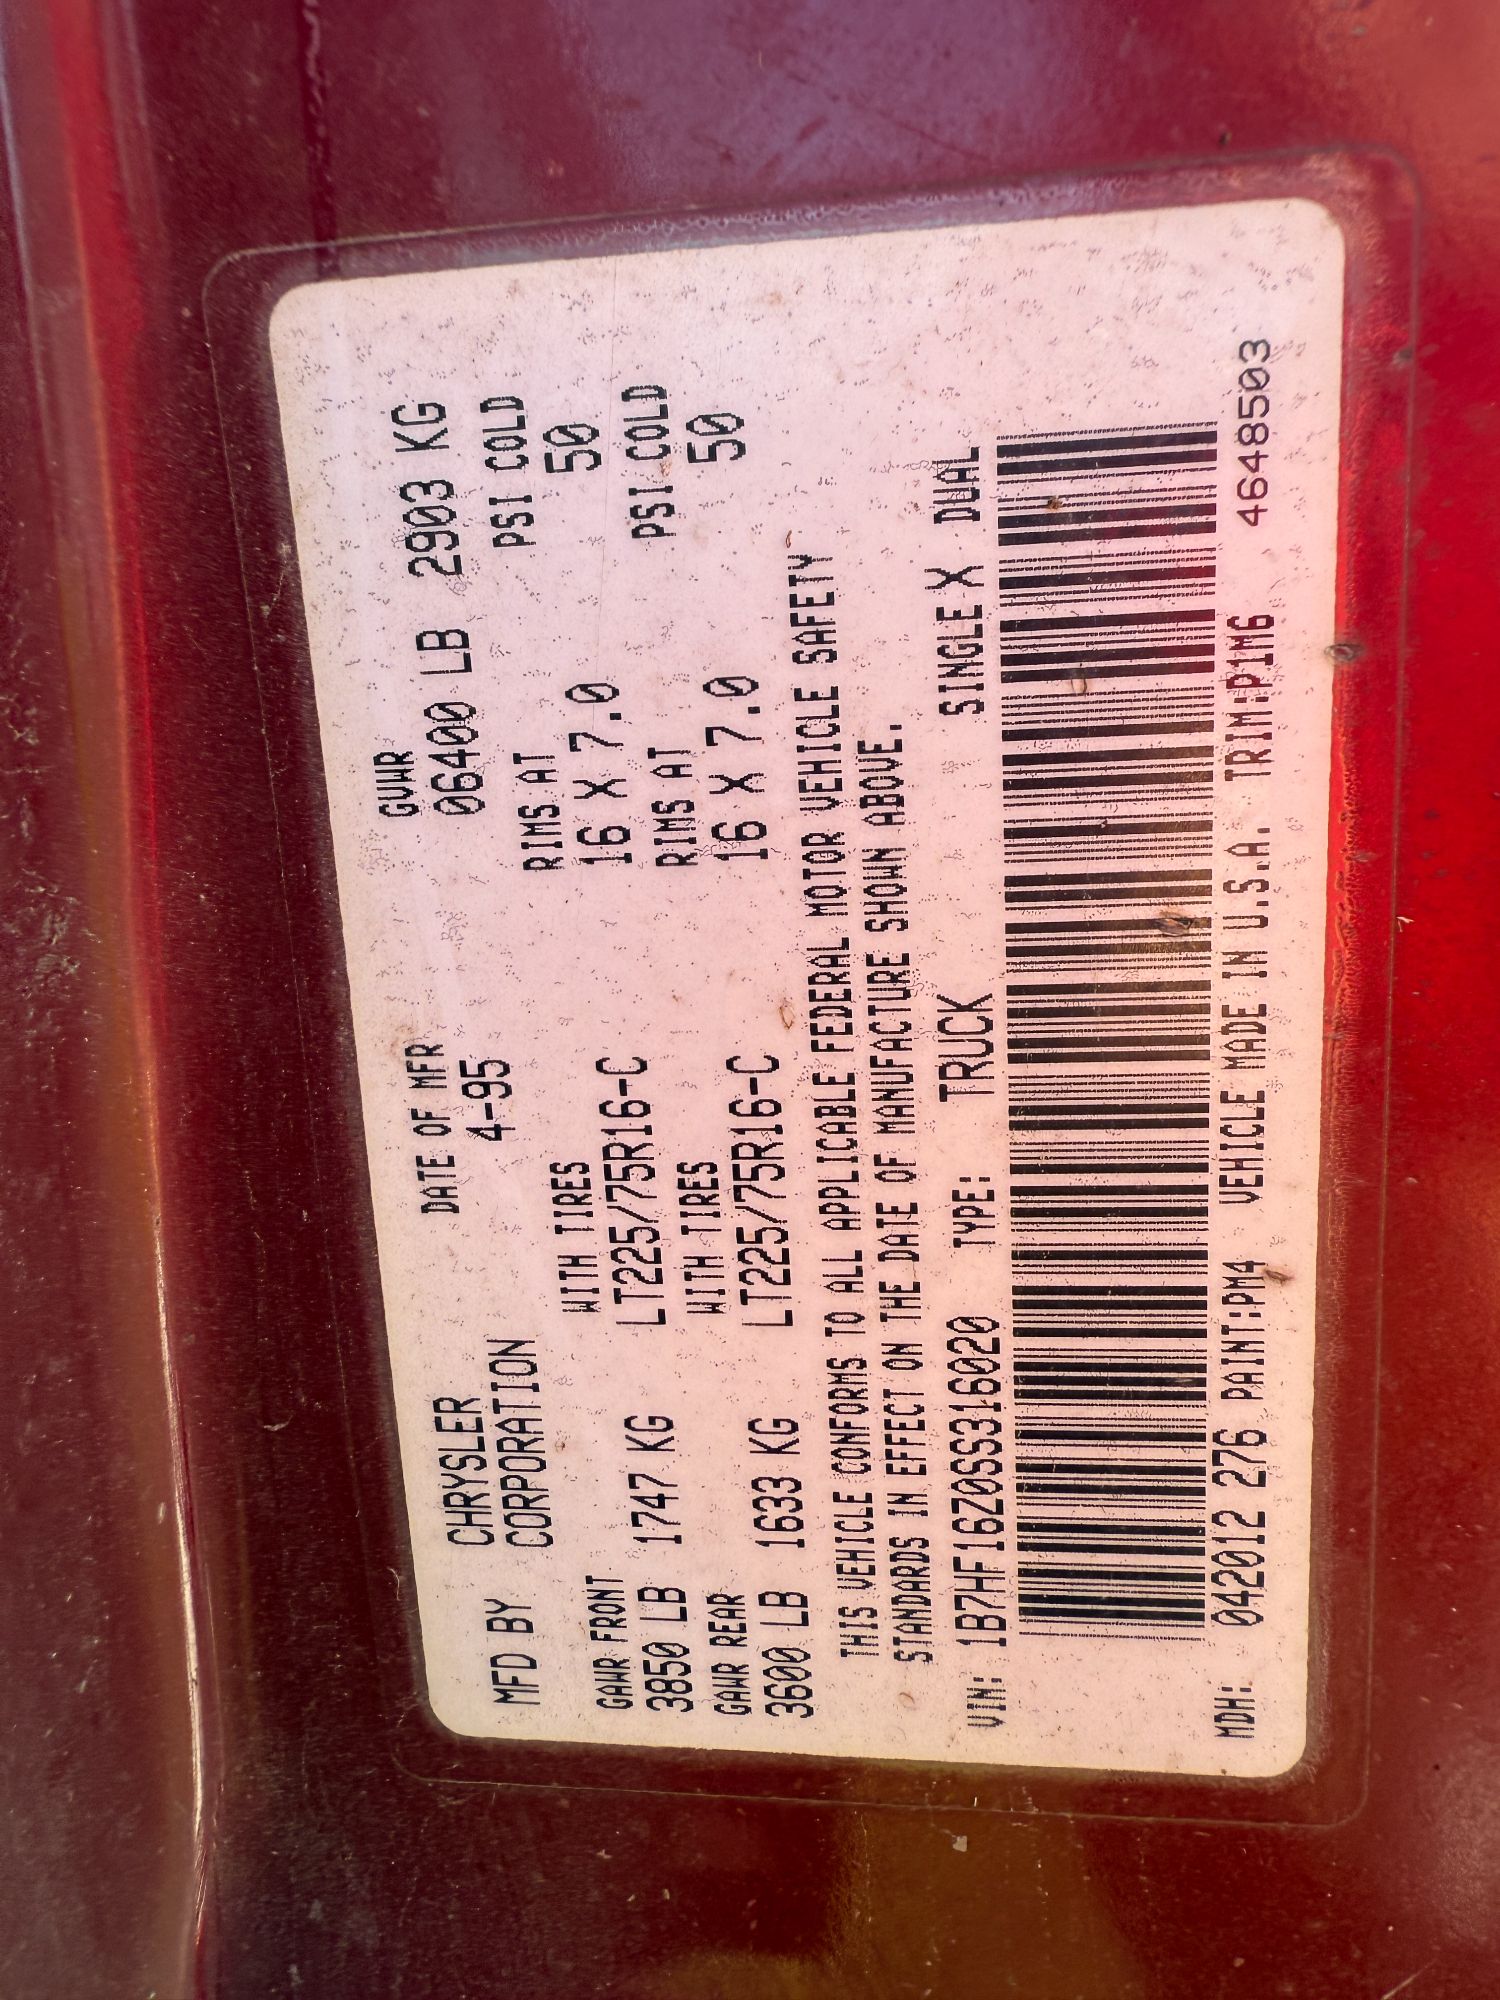 MFD BY CHRYSLER CORPORATION DATE OF MFR 4-95 GVWR 06400 LB 2903 KG
GAWR FRONT WITH TIRES RIMS AT PSI COLD
3850 LB 1747 KG LT225/75R16-C 16 X 7.0 50
GAWR REAR WITH TIRES RIMS AT PSI COLD
3600 LB 1633 KG LT225/75R16-C 16 X 7.0 50
THIS VEHICLE CONFORMS TO ALL APPLICABLE FEDERAL MOTOR VEHICLE SAFETY
STANDARDS IN EFFECT ON THE DATE OF MANUFACTURE SHOWN ABOVE.
VIN: 1B7HF16Z0SS316020 TYPE: TRUCK SINGLE X DUAL
MDH: 042012 276 PAINT:PM4 VEHICLE MADE IN U.S.A. TRIM:P1M6 4648503